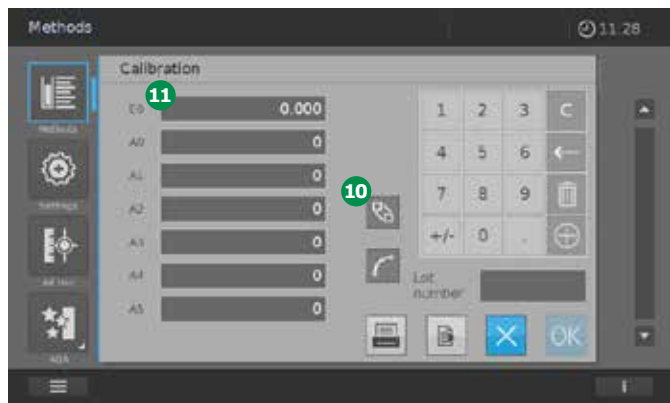 Methods
11.28
Calibration
11
E0 0.000
A0 0
A1 0
A2 0
A3 0
A4 0
A5 0
10
1 2 3 C
4 5 6 ←
7 8 9
+/- 0 .
Lot
number
OK
Methods
Settings
AQA
i